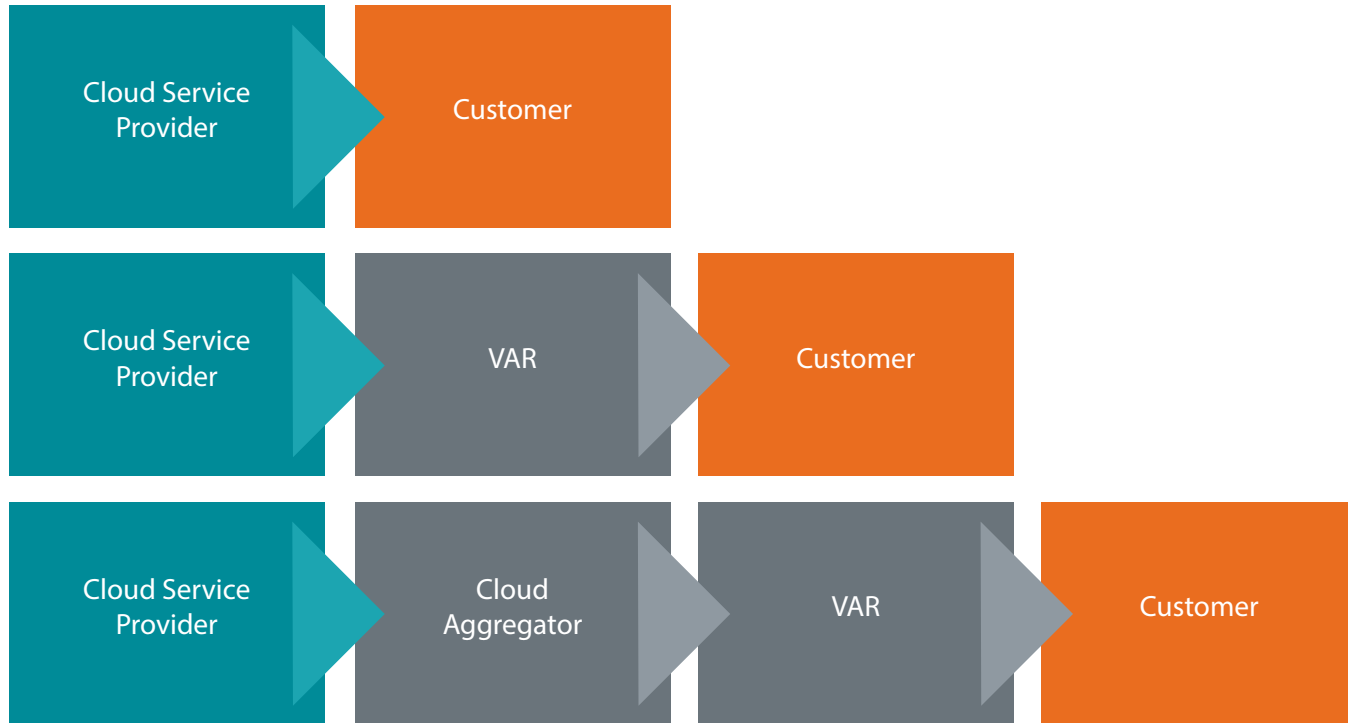 Cloud Service
Provider
Customer
Cloud Service
Provider
VAR
Customer
Cloud Service
Provider
Cloud
Aggregator
VAR
Customer